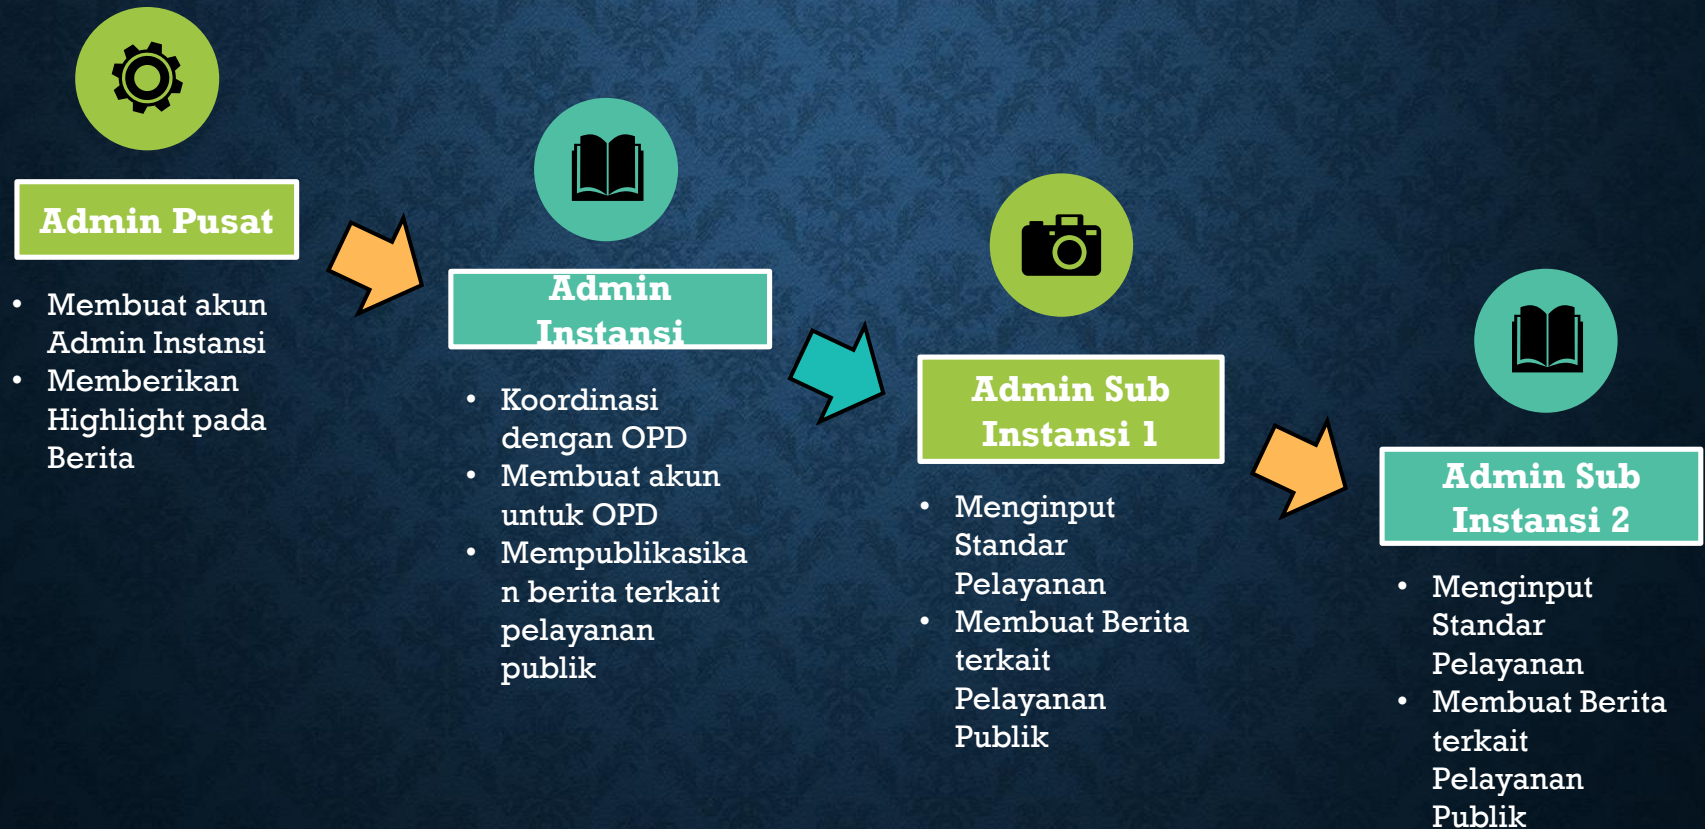 Admin Pusat
• Membuat akun
Admin Instansi
• Memberikan
Highlight pada
Berita
Admin
Instansi
• Koordinasi
dengan OPD
• Membuat akun
untuk OPD
• Mempublikasika
n berita terkait
pelayanan
publik
Admin Sub
Instansi 1
• Menginput
Standar
Pelayanan
• Membuat Berita
terkait
Pelayanan
Publik
Admin Sub
Instansi 2
• Menginput
Standar
Pelayanan
• Membuat Berita
terkait
Pelayanan
Publik